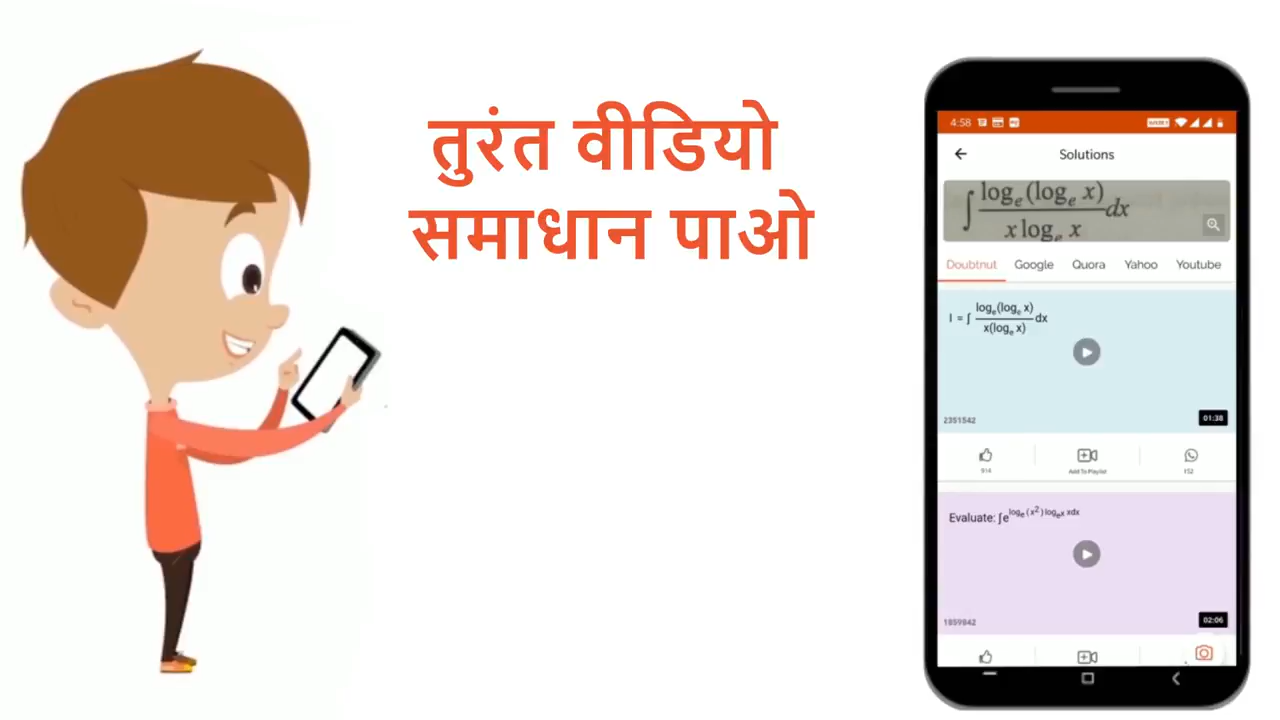 तुरंत वीडियो
समाधान पाओ
4:58
Solutions
∫ logₑ(logₑ x) / x logₑ x dx
Doubtnut Google Quora Yahoo Youtube
I = ∫ logₑ(logₑ x) / x(logₑ x) dx
2351542 01:38
914 Add To Playlist 152
Evaluate: ∫e^logₑ(x²)logₑx xdx
1859842 02:06